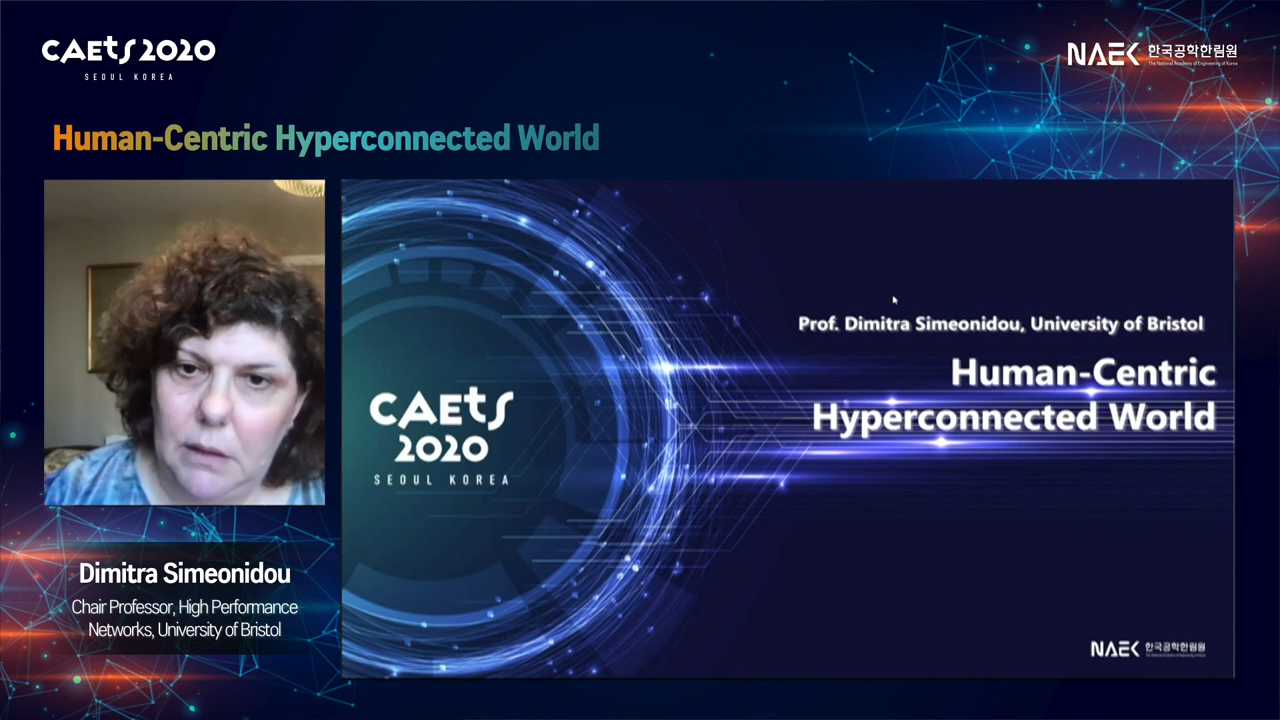 CAETS 2020
SEOUL KOREA
NAEK 한국공학한림원
The National Academy of Engineering of Korea
Human-Centric Hyperconnected World
Prof. Dimitra Simeonidou, University of Bristol
Human-Centric
Hyperconnected World
CAETS
2020
SEOUL KOREA
Dimitra Simeonidou
Chair Professor, High Performance
Networks, University of Bristol
NAEK 한국공학한림원